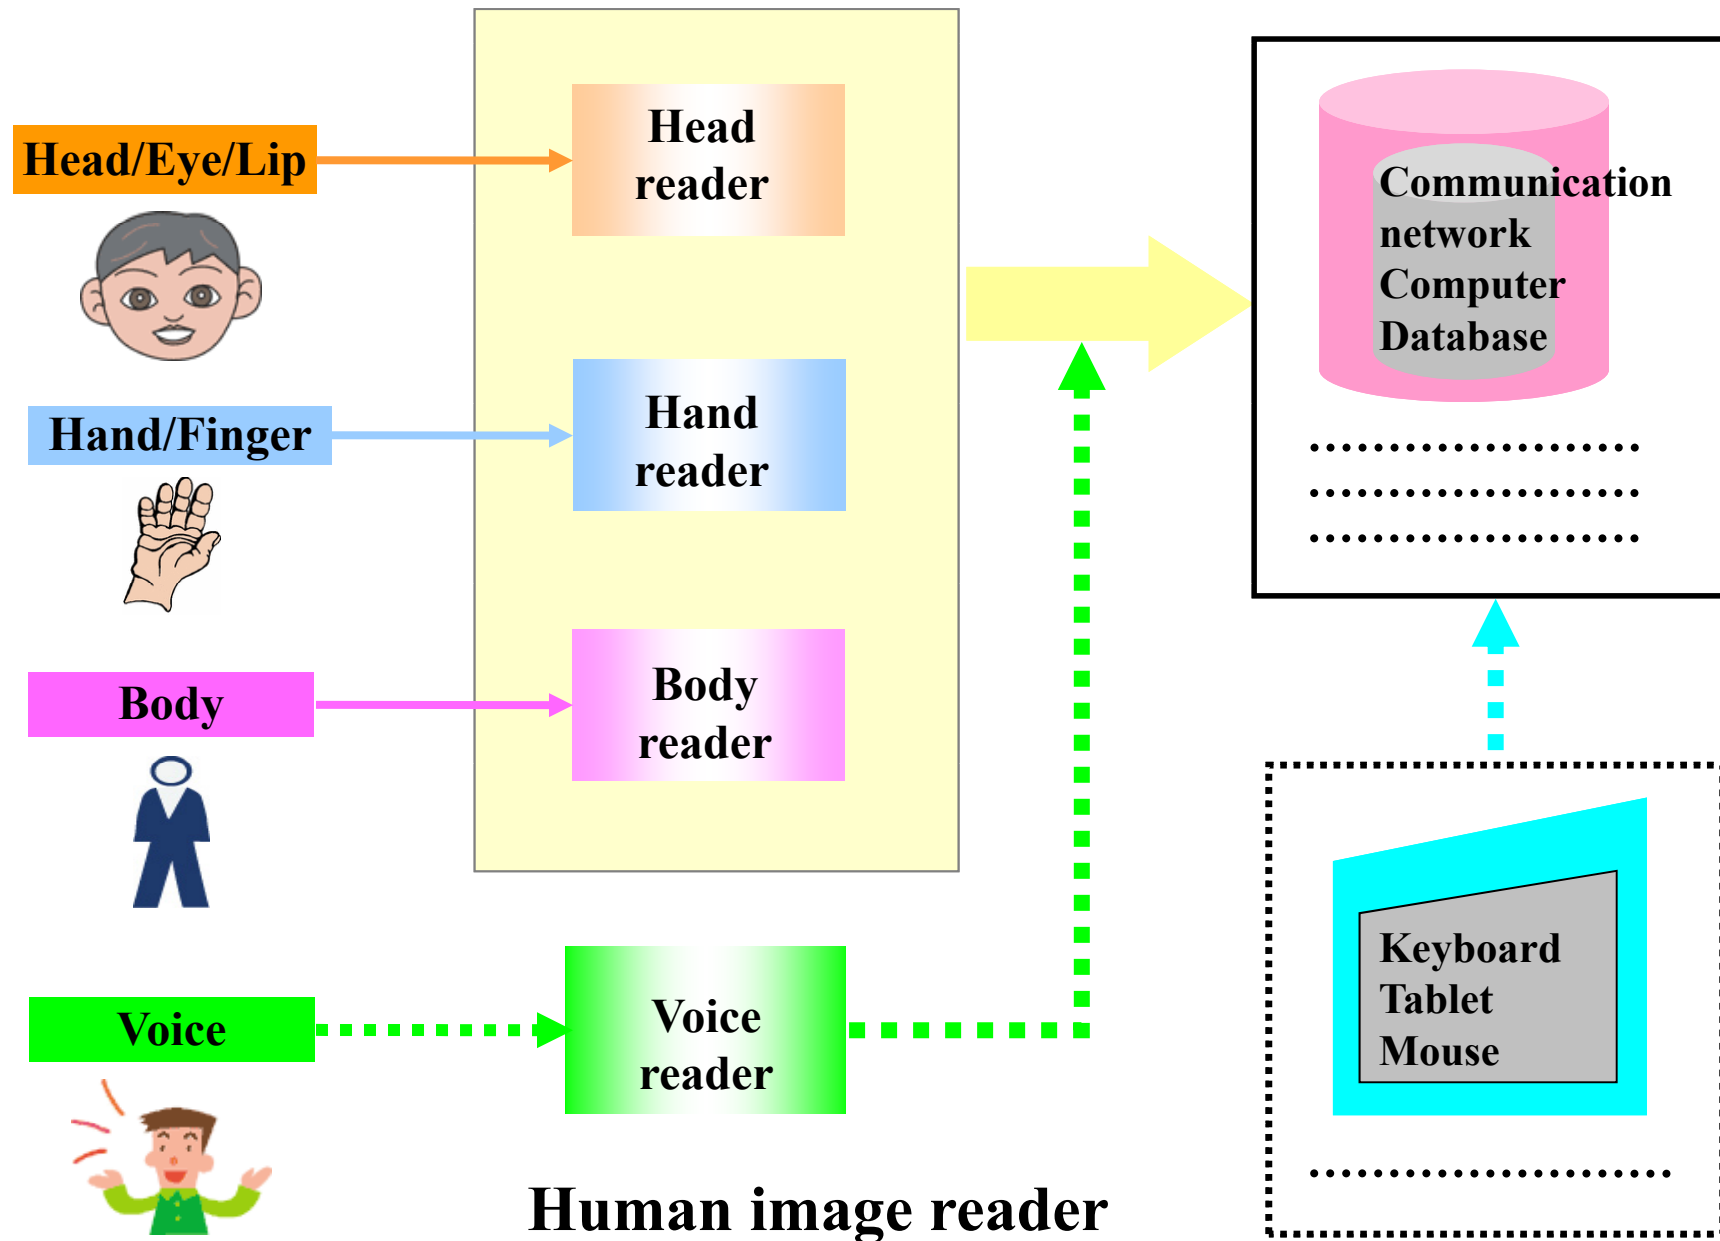 Head/Eye/Lip
Head
reader
Hand/Finger
Hand
reader
Body
Body
reader
Voice
Voice
reader
Human image reader
Communication
network
Computer
Database
Keyboard
Tablet
Mouse